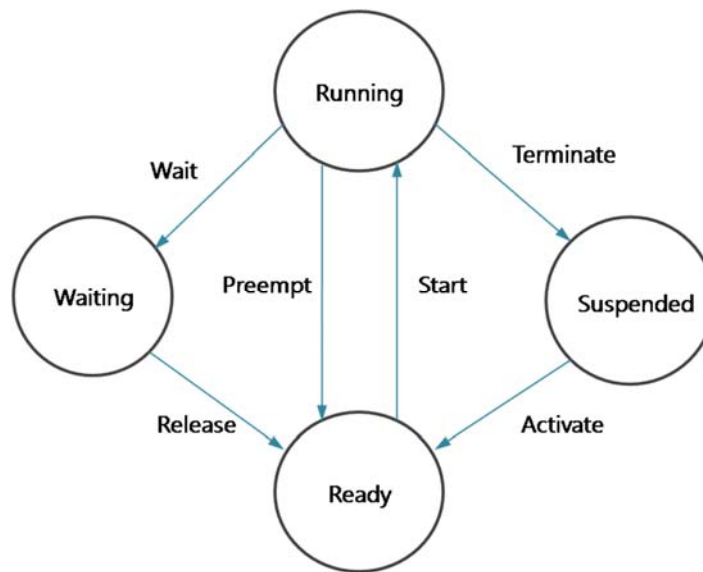 Running
Wait
Terminate
Waiting
Preempt
Start
Suspended
Release
Activate
Ready